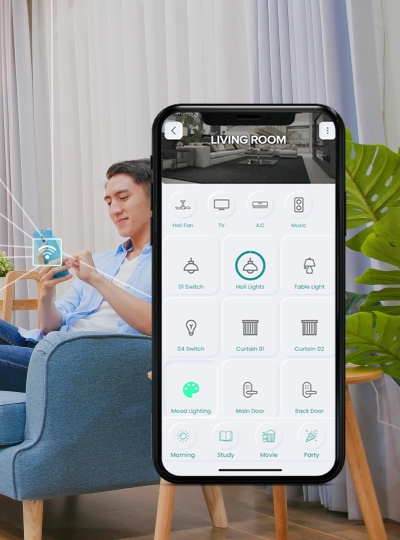 LIVING ROOM
Hall Fan TV A.C Music
01 Switch Hall Lights Table Light
04 Switch Curtain 01 Curtain 02
Mood Lighting Main Door Back Door
Morning Study Movie Party